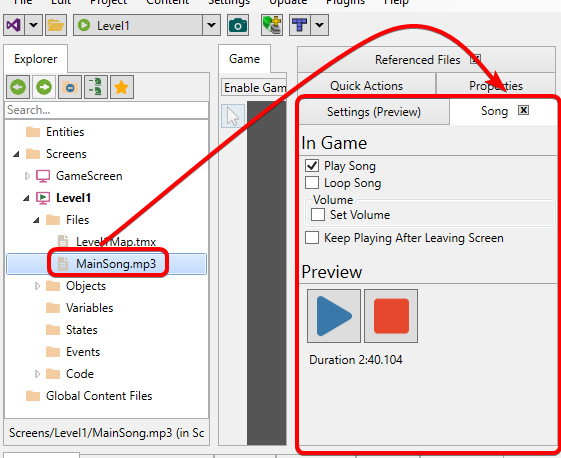 File Edit Project Content Settings Update Plugins Help
Level1
Explorer
Search...
Entities
Screens
GameScreen
Level1
Files
Level1Map.tmx
MainSong.mp3
Objects
Variables
States
Events
Code
Global Content Files
Screens/Level1/MainSong.mp3 (in Sc
Game
Enable Gam
Referenced Files
Quick Actions
Properties
Settings (Preview)
Song
In Game
Play Song
Loop Song
Volume
Set Volume
Keep Playing After Leaving Screen
Preview
Duration 2:40.104